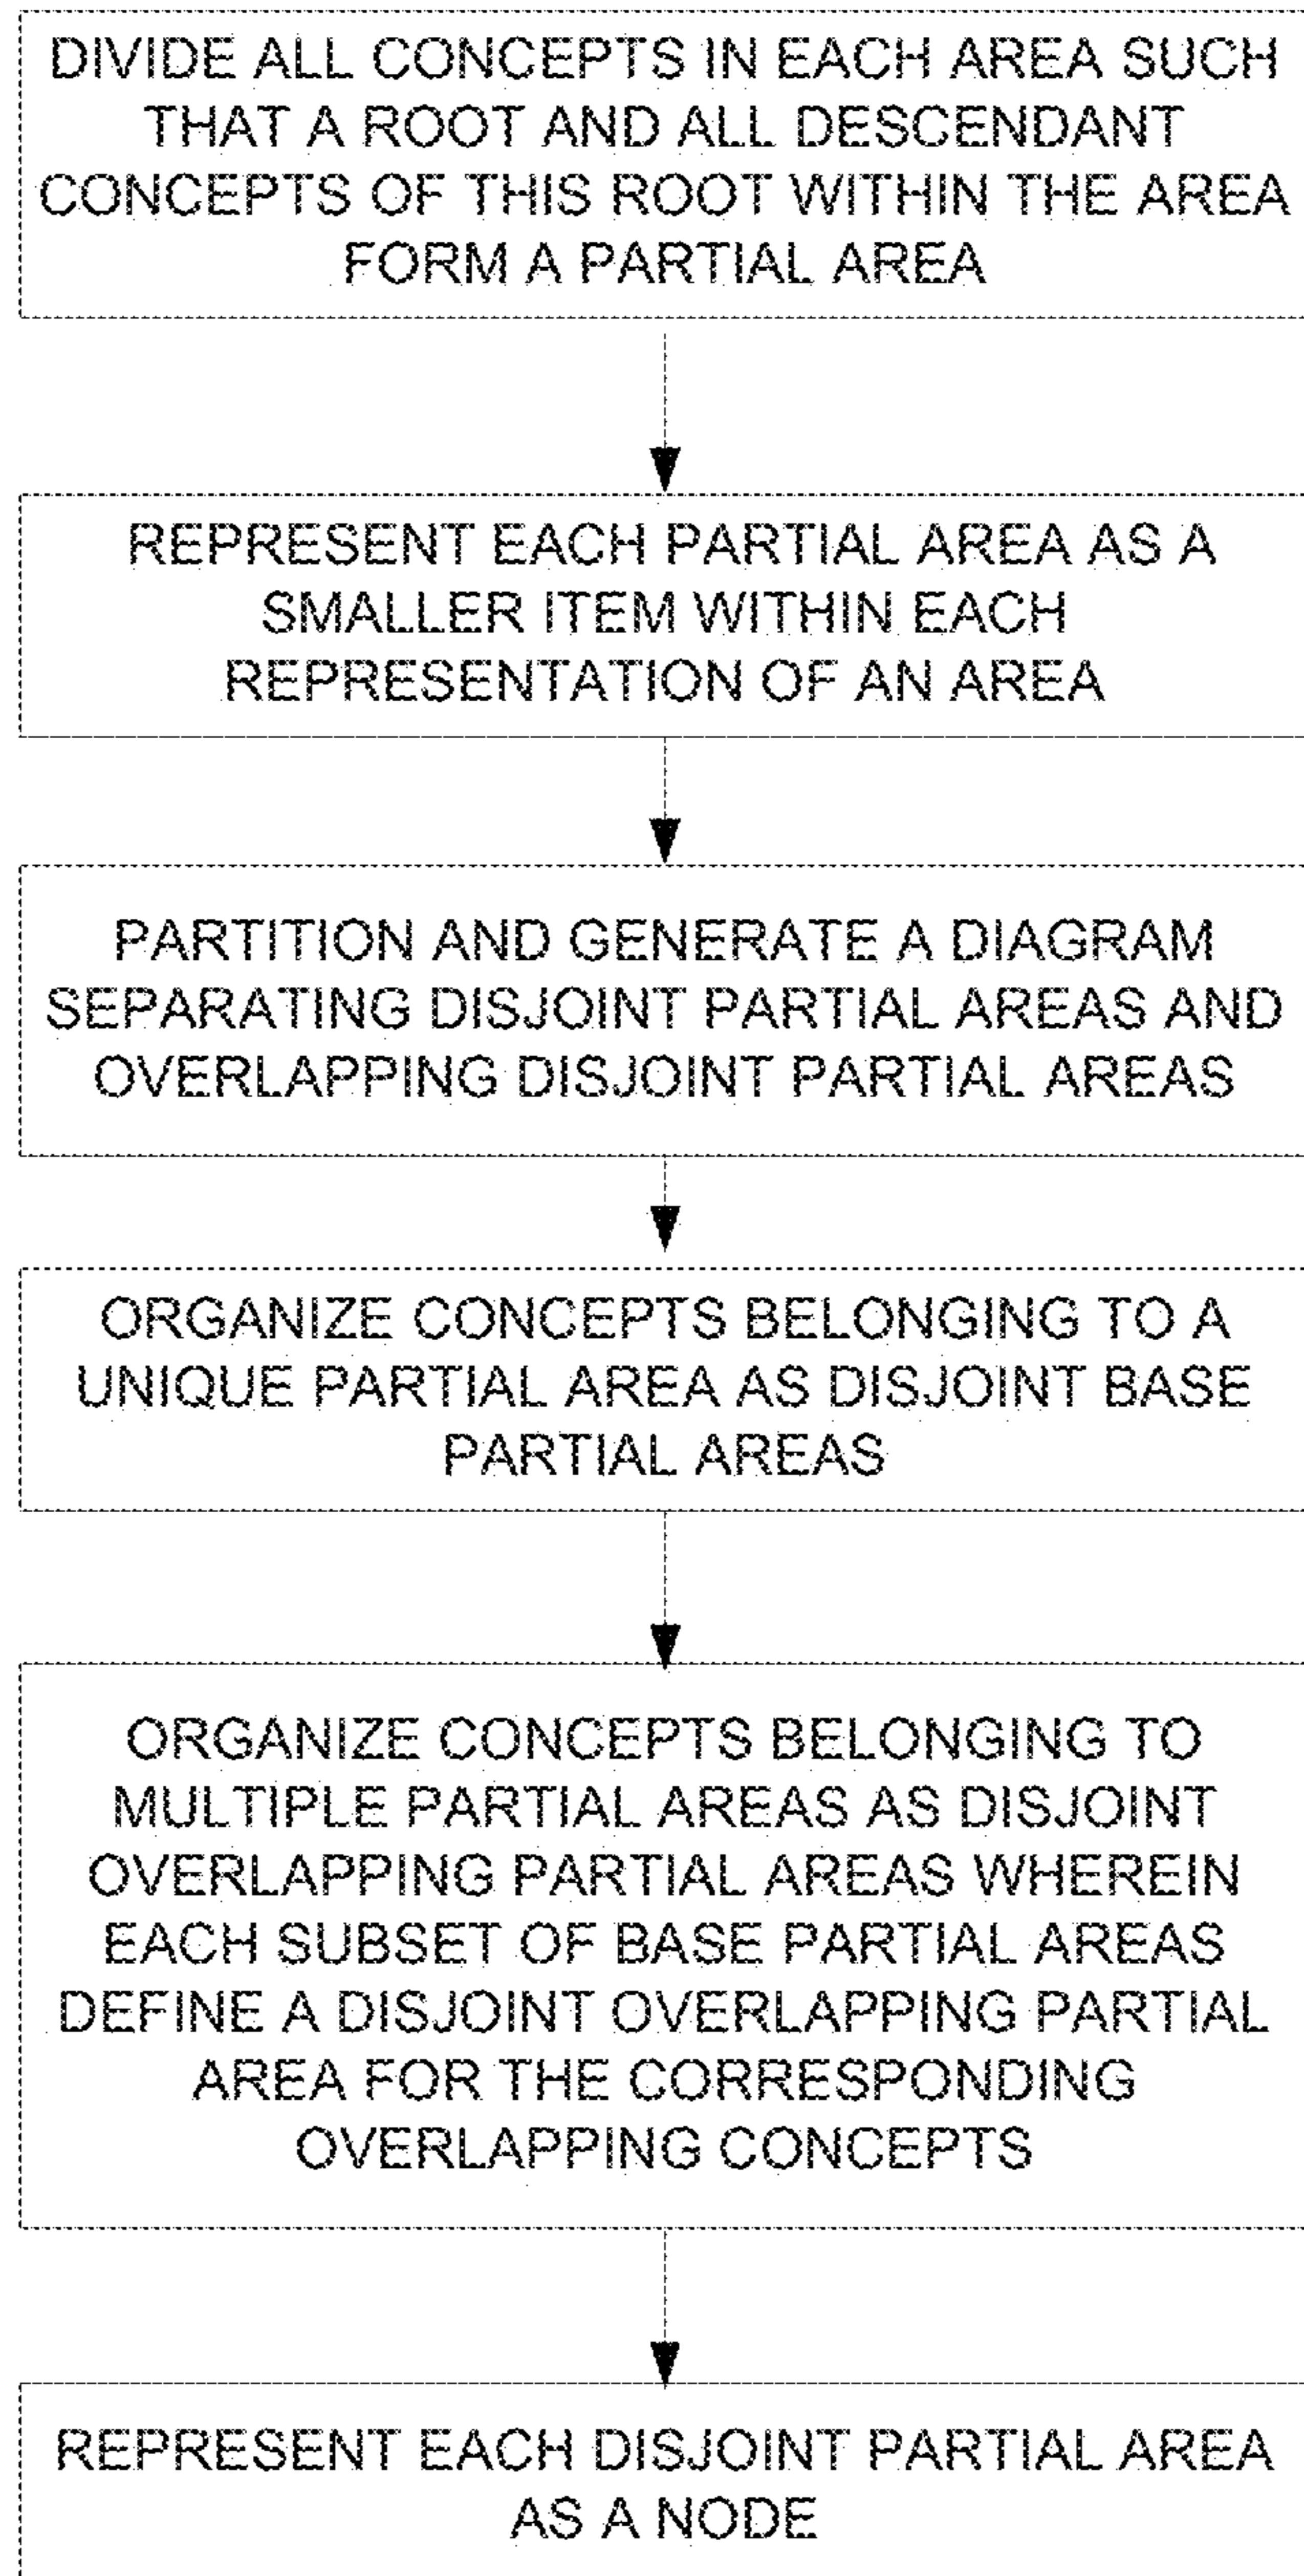 DIVIDE ALL CONCEPTS IN EACH AREA SUCH
THAT A ROOT AND ALL DESCENDANT
CONCEPTS OF THIS ROOT WITHIN THE AREA
FORM A PARTIAL AREA
REPRESENT EACH PARTIAL AREA AS A
SMALLER ITEM WITHIN EACH
REPRESENTATION OF AN AREA
PARTITION AND GENERATE A DIAGRAM
SEPARATING DISJOINT PARTIAL AREAS AND
OVERLAPPING DISJOINT PARTIAL AREAS
ORGANIZE CONCEPTS BELONGING TO A
UNIQUE PARTIAL AREA AS DISJOINT BASE
PARTIAL AREAS
ORGANIZE CONCEPTS BELONGING TO
MULTIPLE PARTIAL AREAS AS DISJOINT
OVERLAPPING PARTIAL AREAS WHEREIN
EACH SUBSET OF BASE PARTIAL AREAS
DEFINE A DISJOINT OVERLAPPING PARTIAL
AREA FOR THE CORRESPONDING
OVERLAPPING CONCEPTS
REPRESENT EACH DISJOINT PARTIAL AREA
AS A NODE